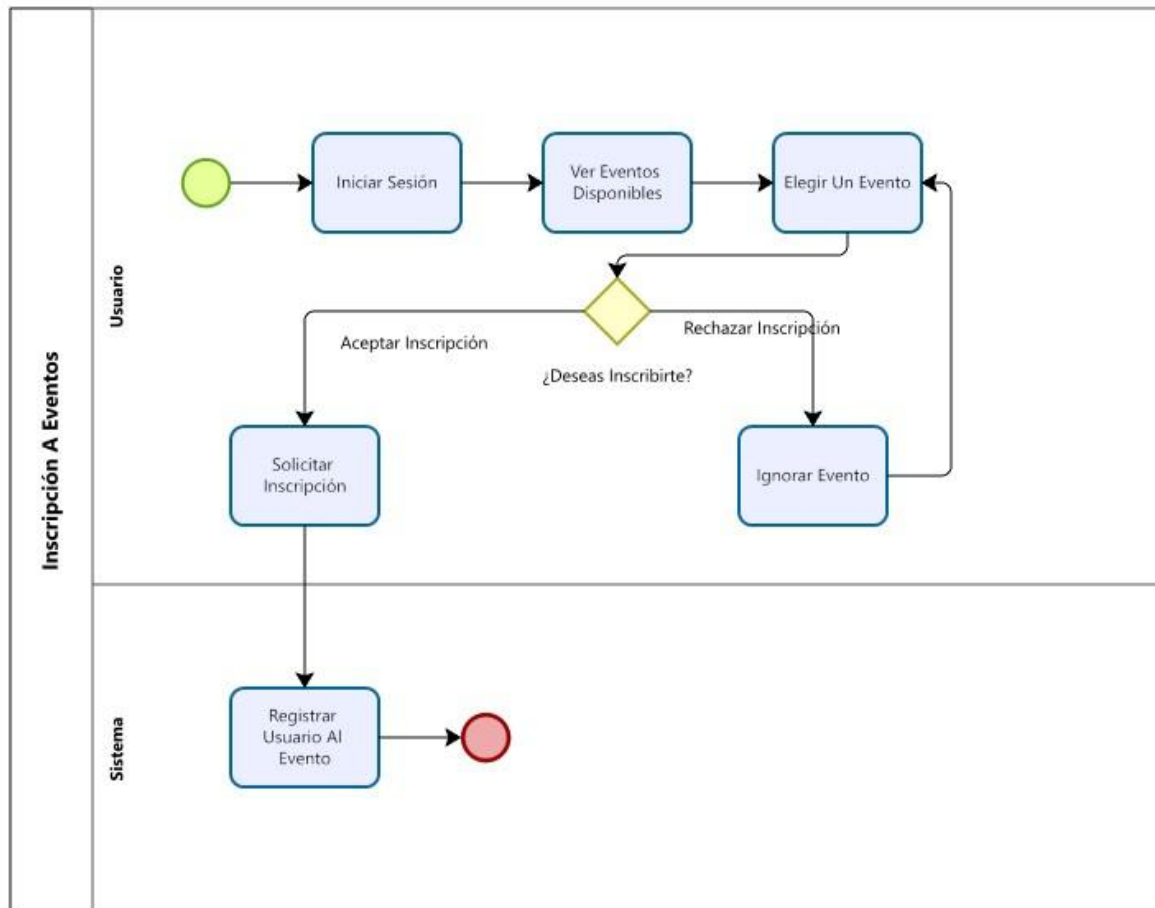 Inscripción A Eventos
Usuario
Iniciar Sesión
Ver Eventos
Disponibles
Elegir Un Evento
Aceptar Inscripción
Rechazar Inscripción
¿Deseas Inscribirte?
Solicitar
Inscripción
Ignorar Evento
Sistema
Registrar
Usuario Al
Evento